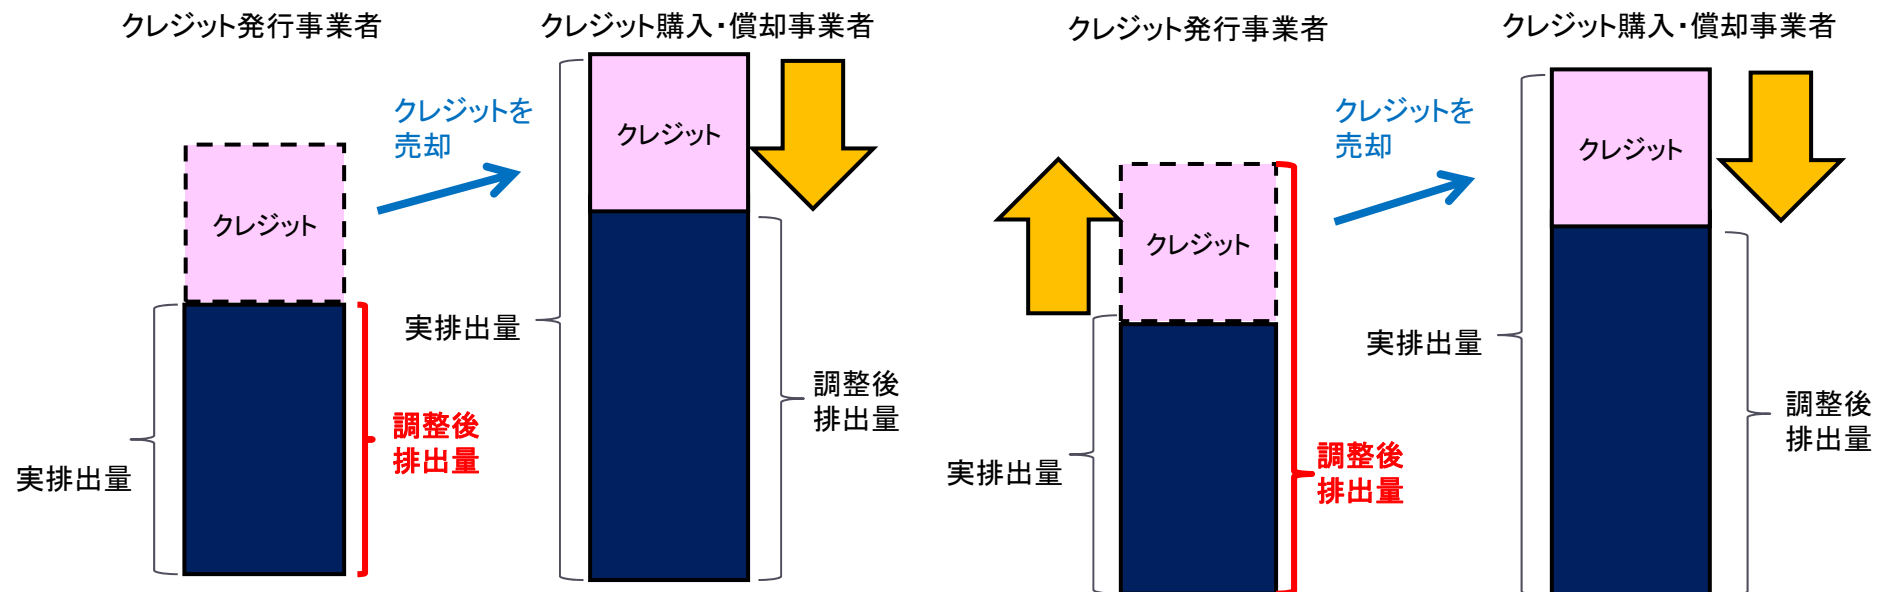 クレジット発行事業者
クレジット購入・償却事業者
クレジットを
売却
クレジット
クレジット
実排出量
実排出量
調整後
排出量
調整後
排出量
クレジット発行事業者
クレジット購入・償却事業者
クレジットを
売却
クレジット
クレジット
実排出量
実排出量
調整後
排出量
調整後
排出量